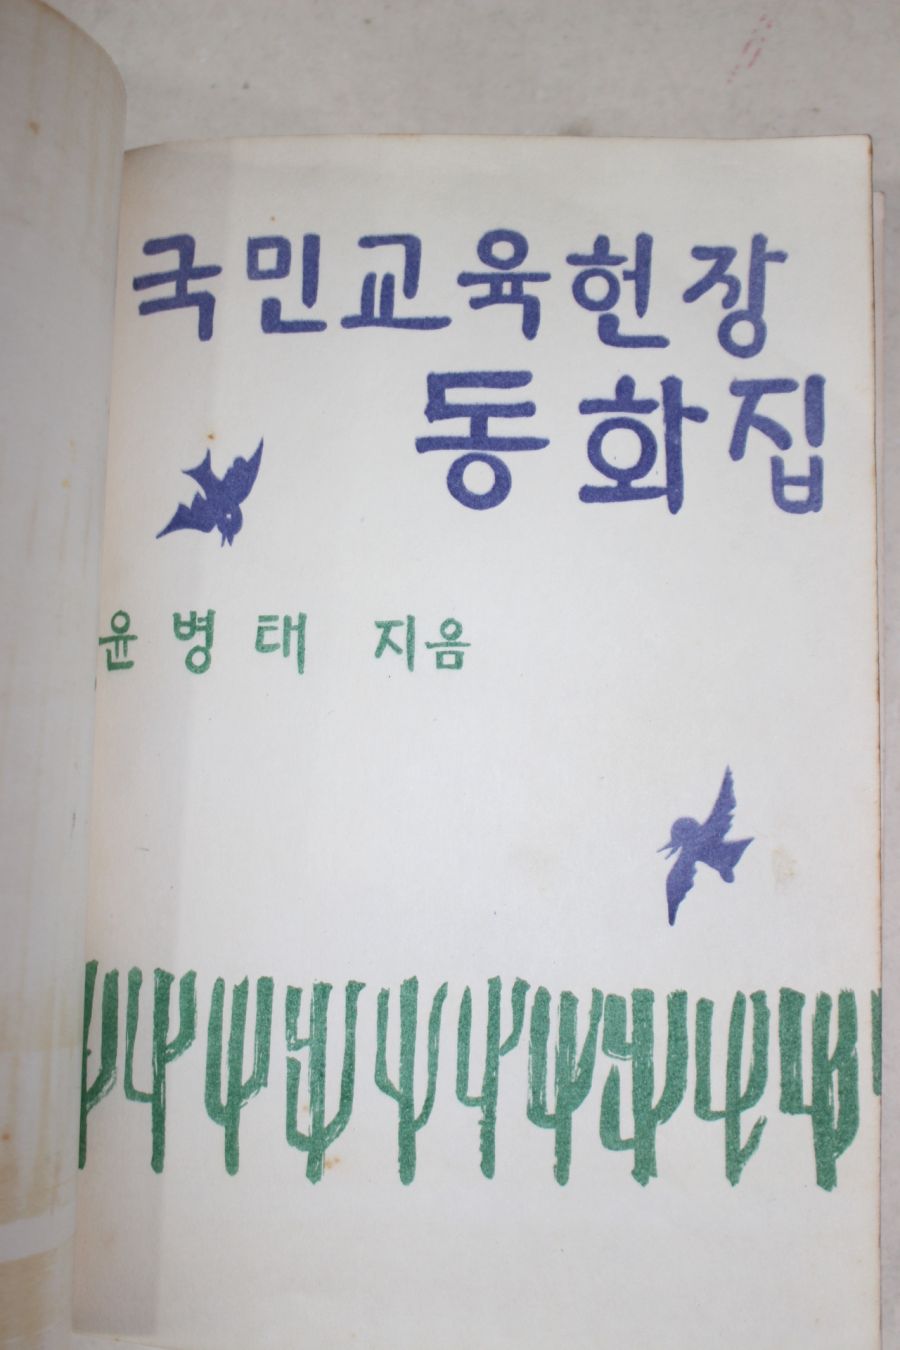 국민교육헌장
동화집
윤병태 지음